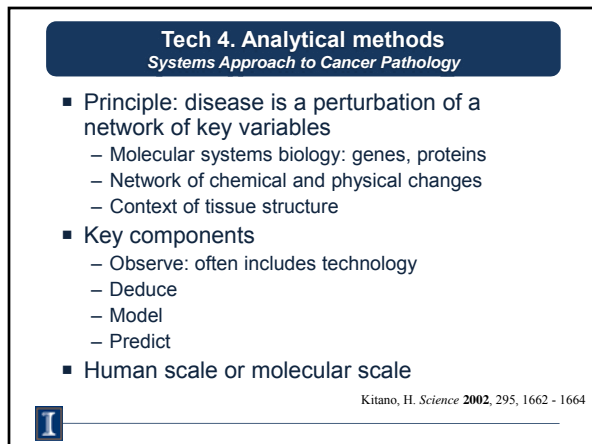 Tech 4. Analytical methods
Systems Approach to Cancer Pathology
▪ Principle: disease is a perturbation of a
network of key variables
– Molecular systems biology: genes, proteins
– Network of chemical and physical changes
– Context of tissue structure
▪ Key components
– Observe: often includes technology
– Deduce
– Model
– Predict
▪ Human scale or molecular scale
Kitano, H. Science 2002, 295, 1662 - 1664
I